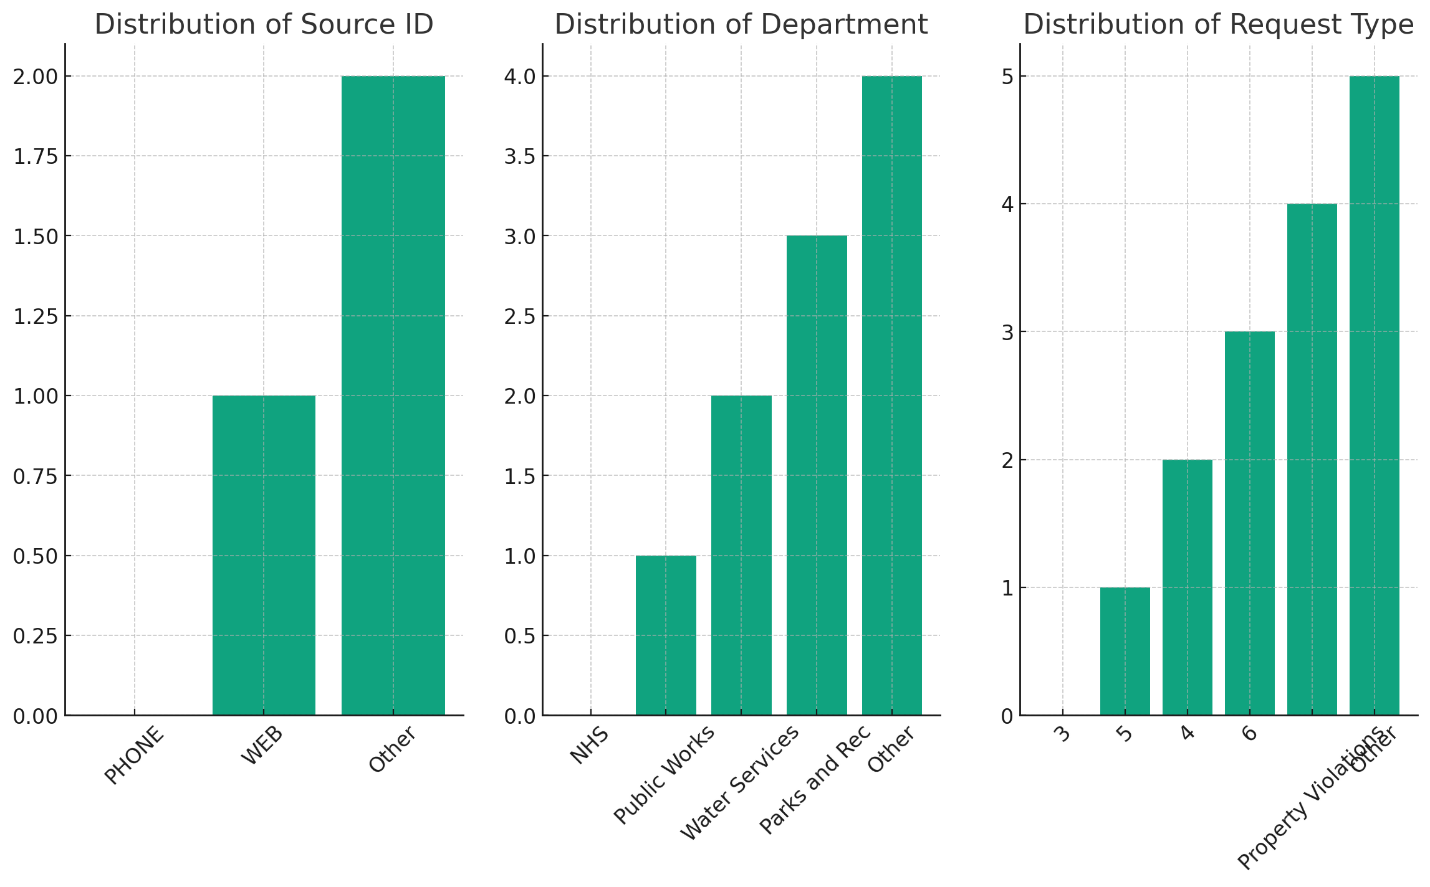 Distribution of Source ID
2.00
1.75
1.50
1.25
1.00
0.75
0.50
0.25
0.00
PHONE
WEB
Other
Distribution of Department
4.0
3.5
3.0
2.5
2.0
1.5
1.0
0.5
0.0
NHS
Public Works
Water Services
Parks and Rec
Other
Distribution of Request Type
5
4
3
2
1
0
3
5
4
6
Property Violations
Other